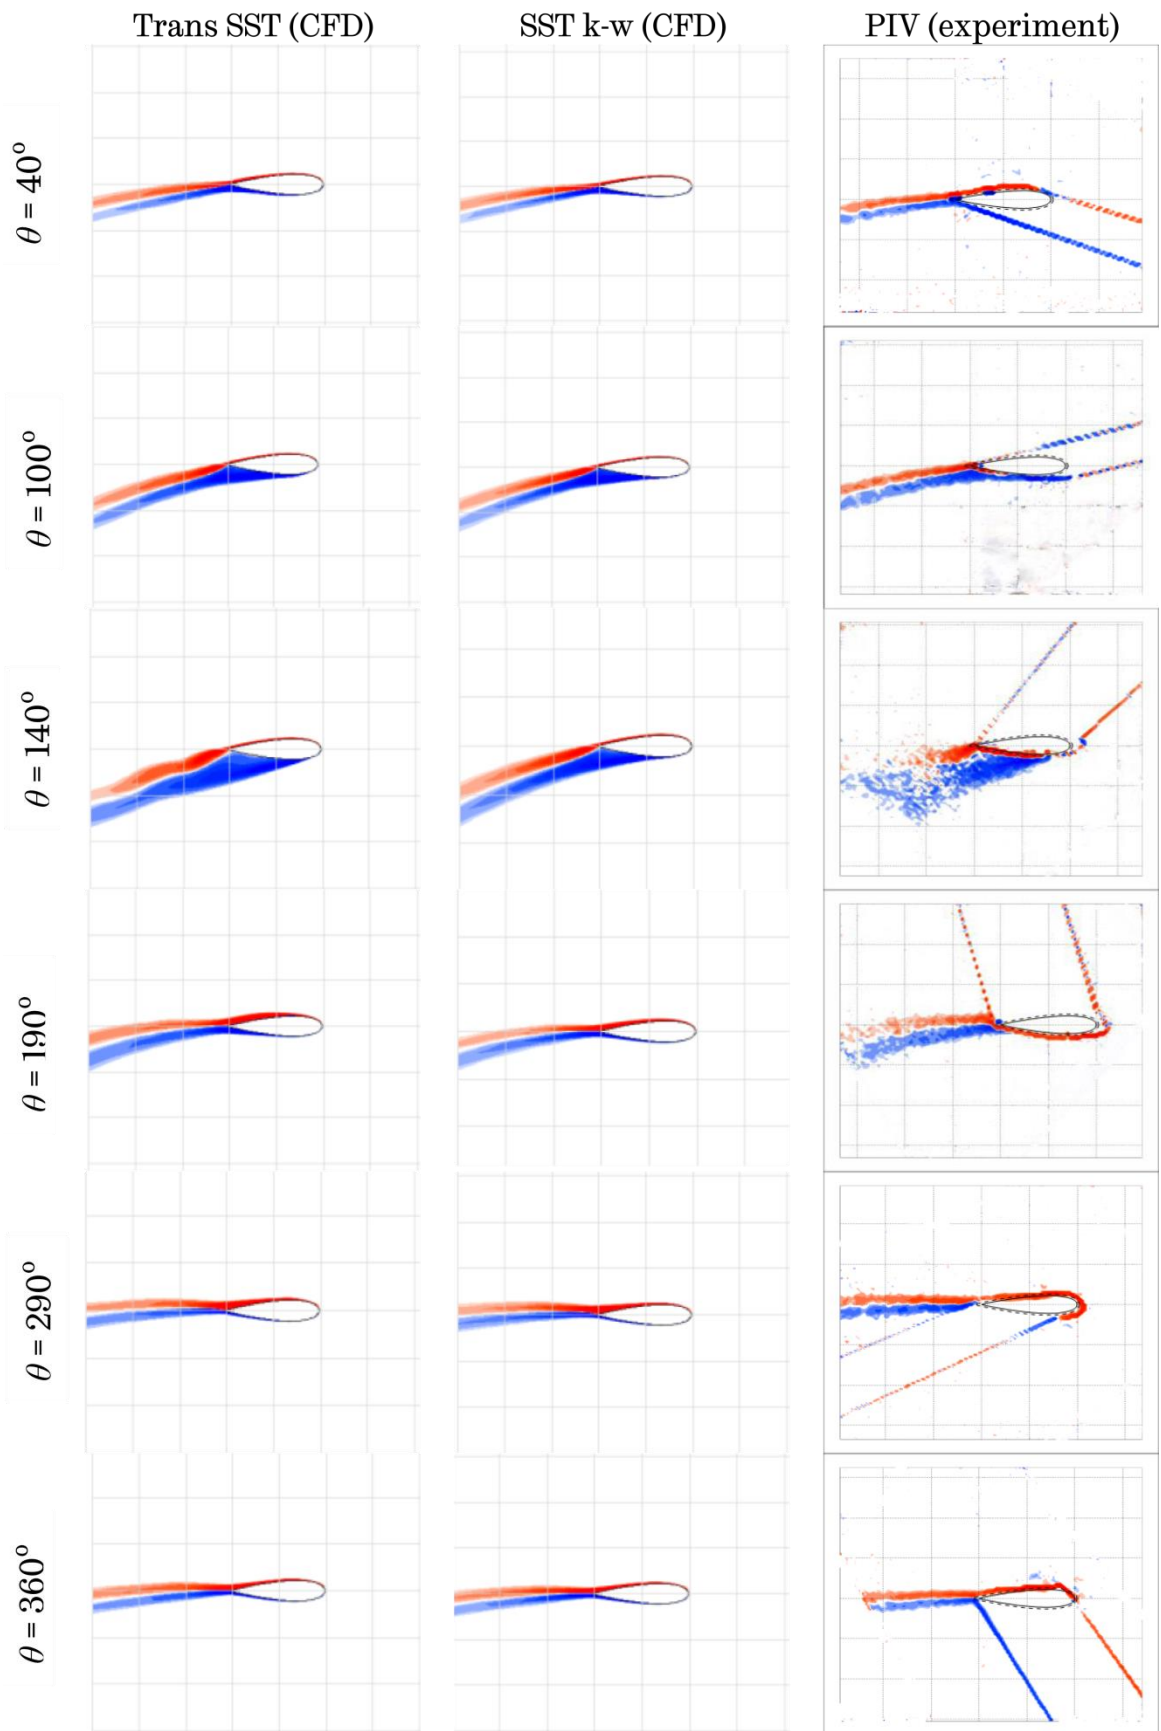 Trans SST (CFD)
SST k-w (CFD)
PIV (experiment)
θ = 40°
θ = 100°
θ = 140°
θ = 190°
θ = 290°
θ = 360°